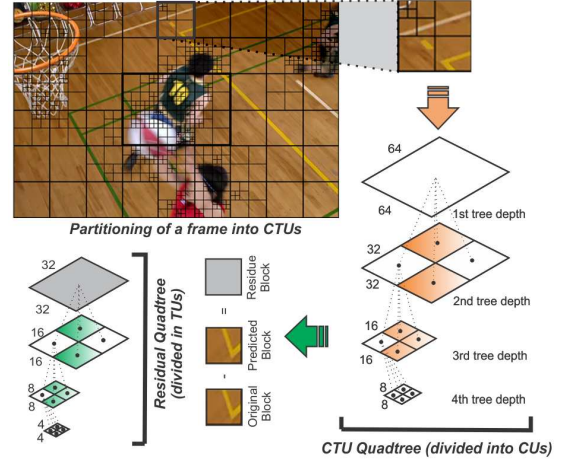 64
64
1st tree depth
Partitioning of a frame into CTUs
32
32
2nd tree depth
16
16
3rd tree depth
8
8
4th tree depth
CTU Quadtree (divided into CUs)
32
32
16
16
8
8
4
4
Residual Quadtree
(divided in TUs)
Residue
Block
=
Predicted
Block
-
Original
Block